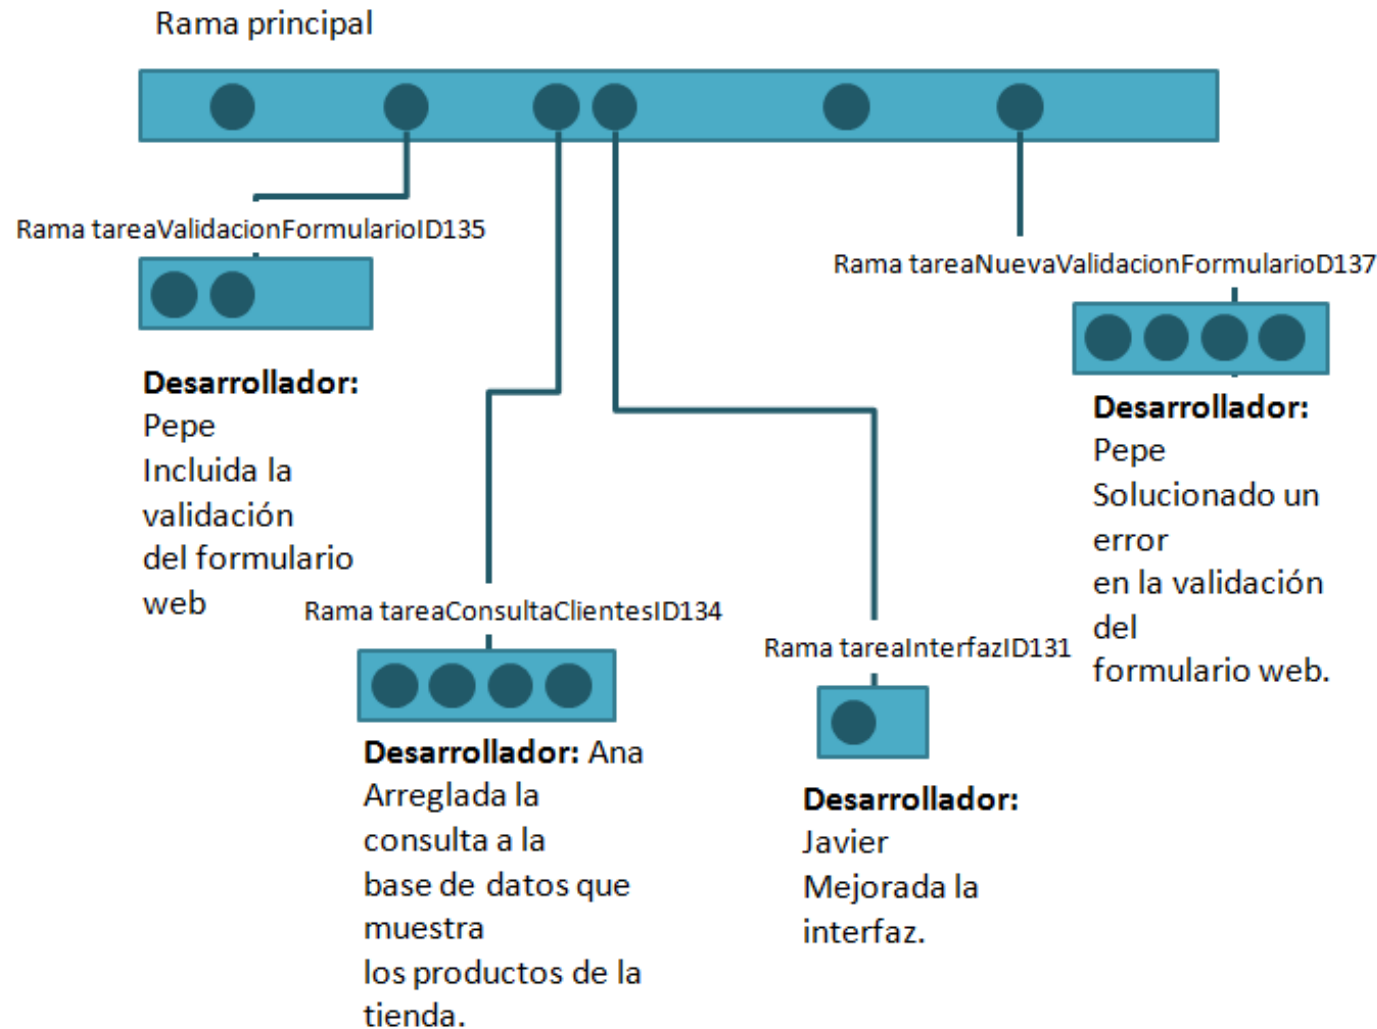 Rama principal
Rama tareaValidacionFormularioID135
Desarrollador:
Pepe
Incluida la
validación
del formulario
web
Rama tareaNuevaValidacionFormularioD137
Desarrollador:
Pepe
Solucionado un
error
en la validación
del
formulario web.
Rama tareaConsultaClientesID134
Desarrollador: Ana
Arreglada la
consulta a la
base de datos que
muestra
los productos de la
tienda.
Rama tareaInterfazID131
Desarrollador:
Javier
Mejorada la
interfaz.